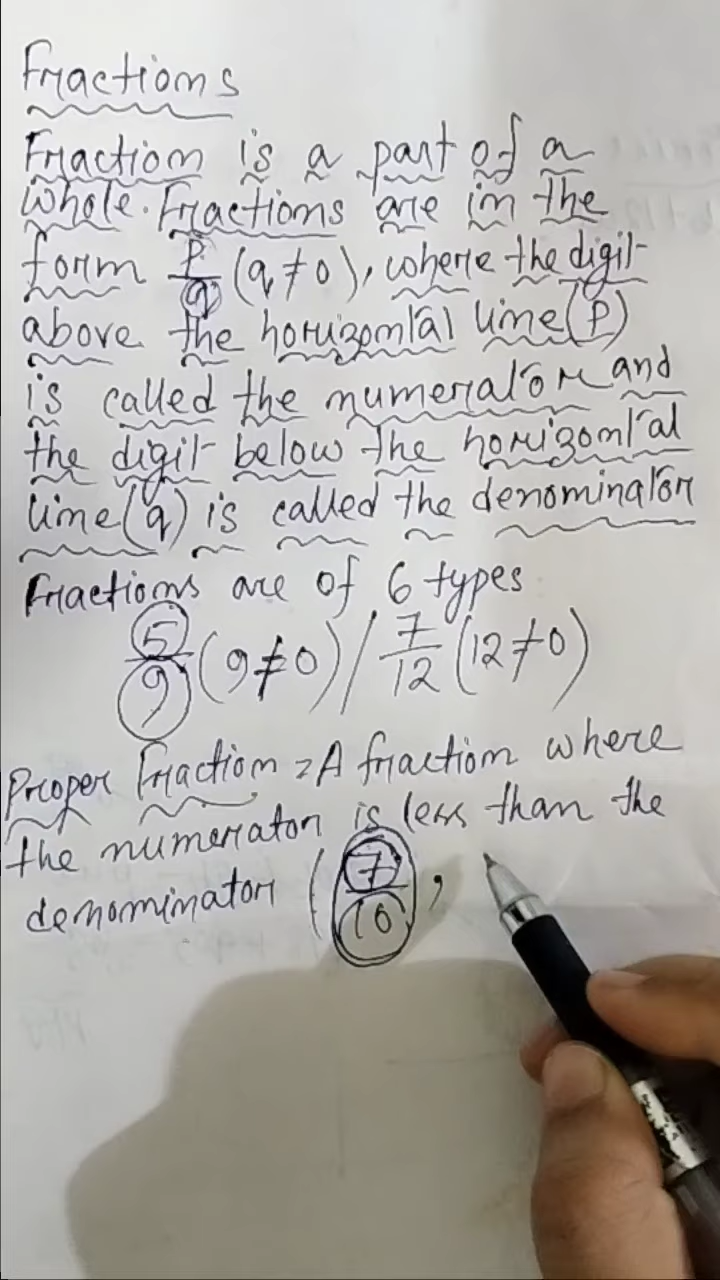 Fractions
Fraction is a part of a
whole. Fractions are in the
form p/q (q ≠ 0), where the digit
above the horizontal line(p)
is called the numerator and
the digit below the horizontal
line(q) is called the denominator
Fractions are of 6 types
5/9 (9 ≠ 0) / 7/12 (12 ≠ 0)
Proper Fraction = A fraction where
the numerator is less than the
denominator (7/10,